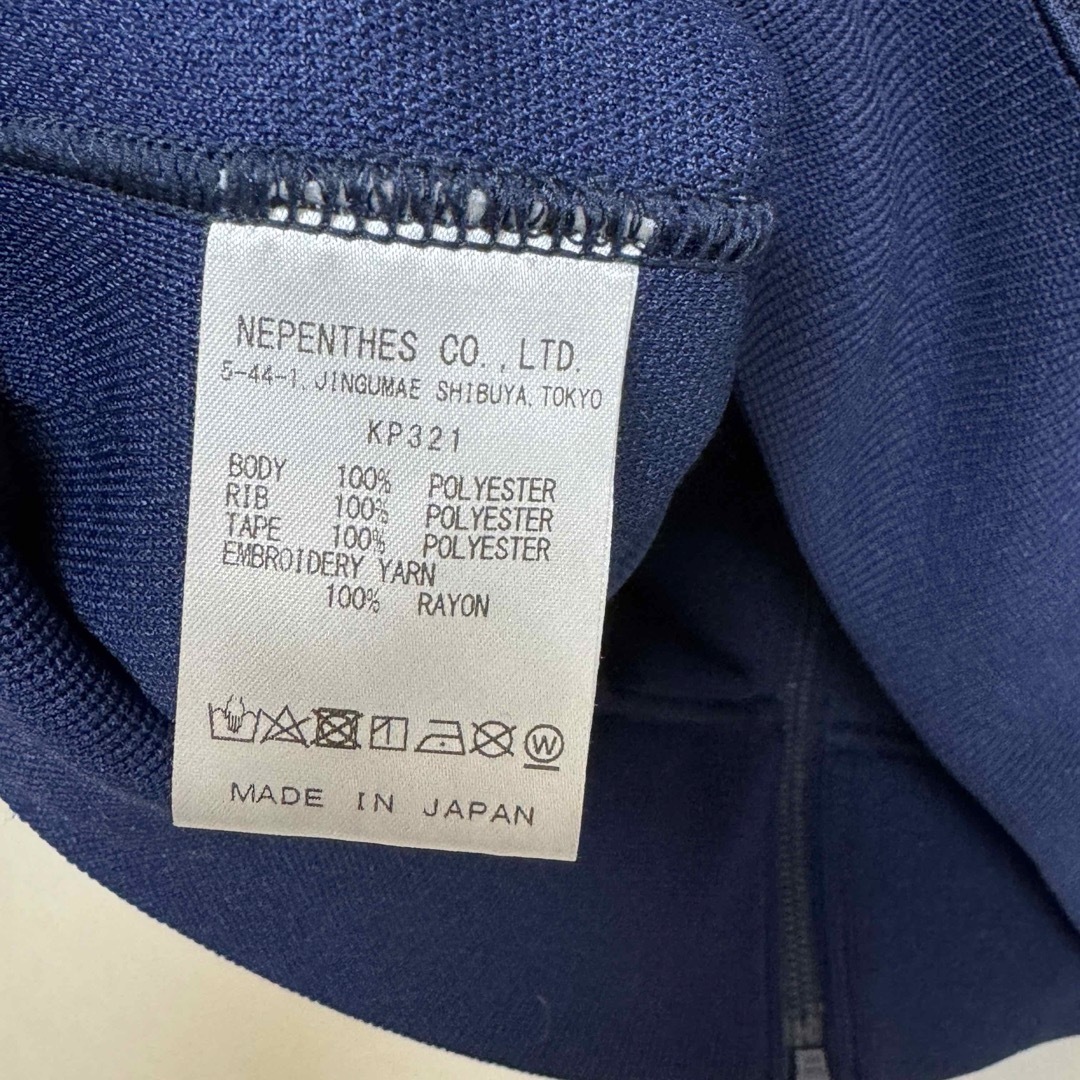 NEPENTHES CO.,LTD.
5-44-1, JINGUMAE SHIBUYA, TOKYO
KP321
BODY 100% POLYESTER
RIB 100% POLYESTER
TAPE 100% POLYESTER
EMBROIDERY YARN
100% RAYON
W
MADE IN JAPAN